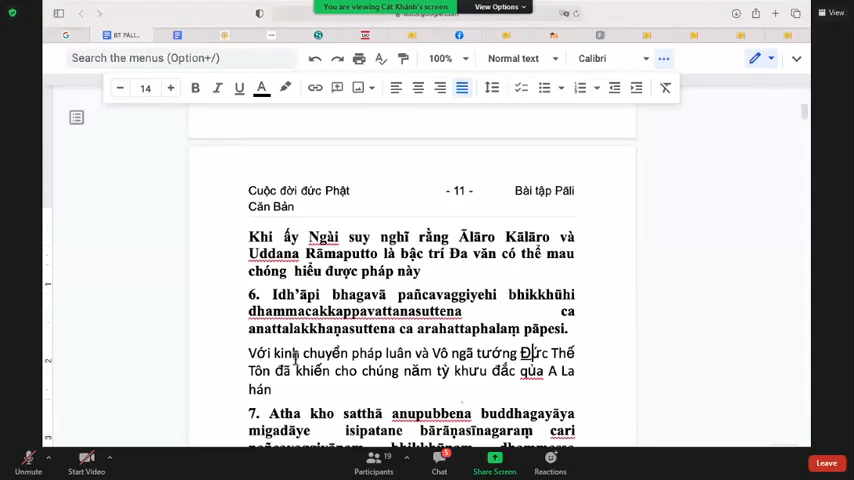 You are viewing Cát Khánh's screen
View Options
View
BT PALI
Search the menus (Option+/)
100%
Normal text
Calibri
14
Cuộc đời đức Phật - 11 - Bài tập Pāli
Căn Bản
Khi ấy Ngài suy nghĩ rằng Ālāro Kālāro và
Uddana Rāmaputto là bậc trí Đa văn có thể mau
chóng hiểu được pháp này
6. Idh'āpi bhagavā pañcavaggiyehi bhikkhūhi
dhammacakkappavattanasuttena ca
anattalakkhaṇasuttena ca arahattaphalaṃ pāpesi.
Với kinh chuyển pháp luân và Vô ngã tướng Đức Thế
Tôn đã khiến cho chúng năm tỳ khưu đắc qủa A La
hán
7. Atha kho satthā anupubbena buddhagayāya
migadāye isipatane bārāṇasīnagaraṃ cari
Unmute
Start Video
19
Participants
5
Chat
Share Screen
Reactions
Leave